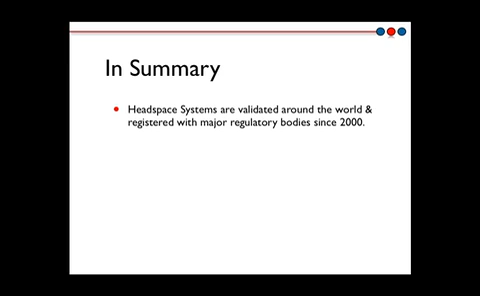 In Summary
Headspace Systems are validated around the world &
registered with major regulatory bodies since 2000.